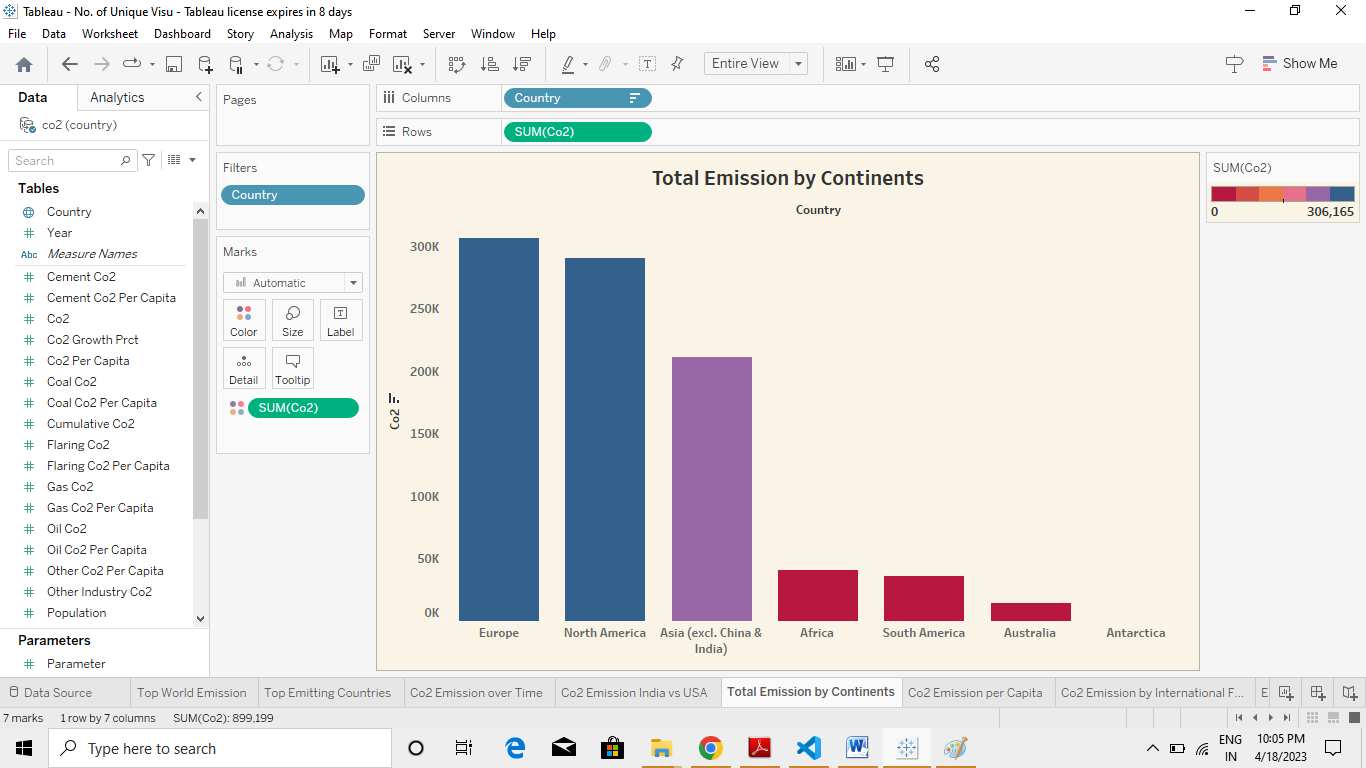 Tableau - No. of Unique Visu - Tableau license expires in 8 days
File Data Worksheet Dashboard Story Analysis Map Format Server Window Help
Entire View
Show Me
Data Analytics
co2 (country)
Search
Tables
Country
Year
Abc Measure Names
Cement Co2
Cement Co2 Per Capita
Co2
Co2 Growth Prct
Co2 Per Capita
Coal Co2
Coal Co2 Per Capita
Cumulative Co2
Flaring Co2
Flaring Co2 Per Capita
Gas Co2
Gas Co2 Per Capita
Oil Co2
Oil Co2 Per Capita
Other Co2 Per Capita
Other Industry Co2
Population
Parameters
Parameter
Pages
Filters
Country
Marks
Automatic
Color Size Label
Detail Tooltip
SUM(Co2)
Columns Country
Rows SUM(Co2)
Total Emission by Continents
Country
300K
250K
200K
150K
100K
50K
0K
Co2
Europe North America Asia (excl. China & Africa South America Australia Antarctica
India)
SUM(Co2)
0 306,165
Data Source Top World Emission Top Emitting Countries Co2 Emission over Time Co2 Emission India vs USA Total Emission by Continents Co2 Emission per Capita Co2 Emission by International F... E
7 marks 1 row by 7 columns SUM(Co2): 899,199
Type here to search
ENG 10:05 PM
IN 4/18/2023